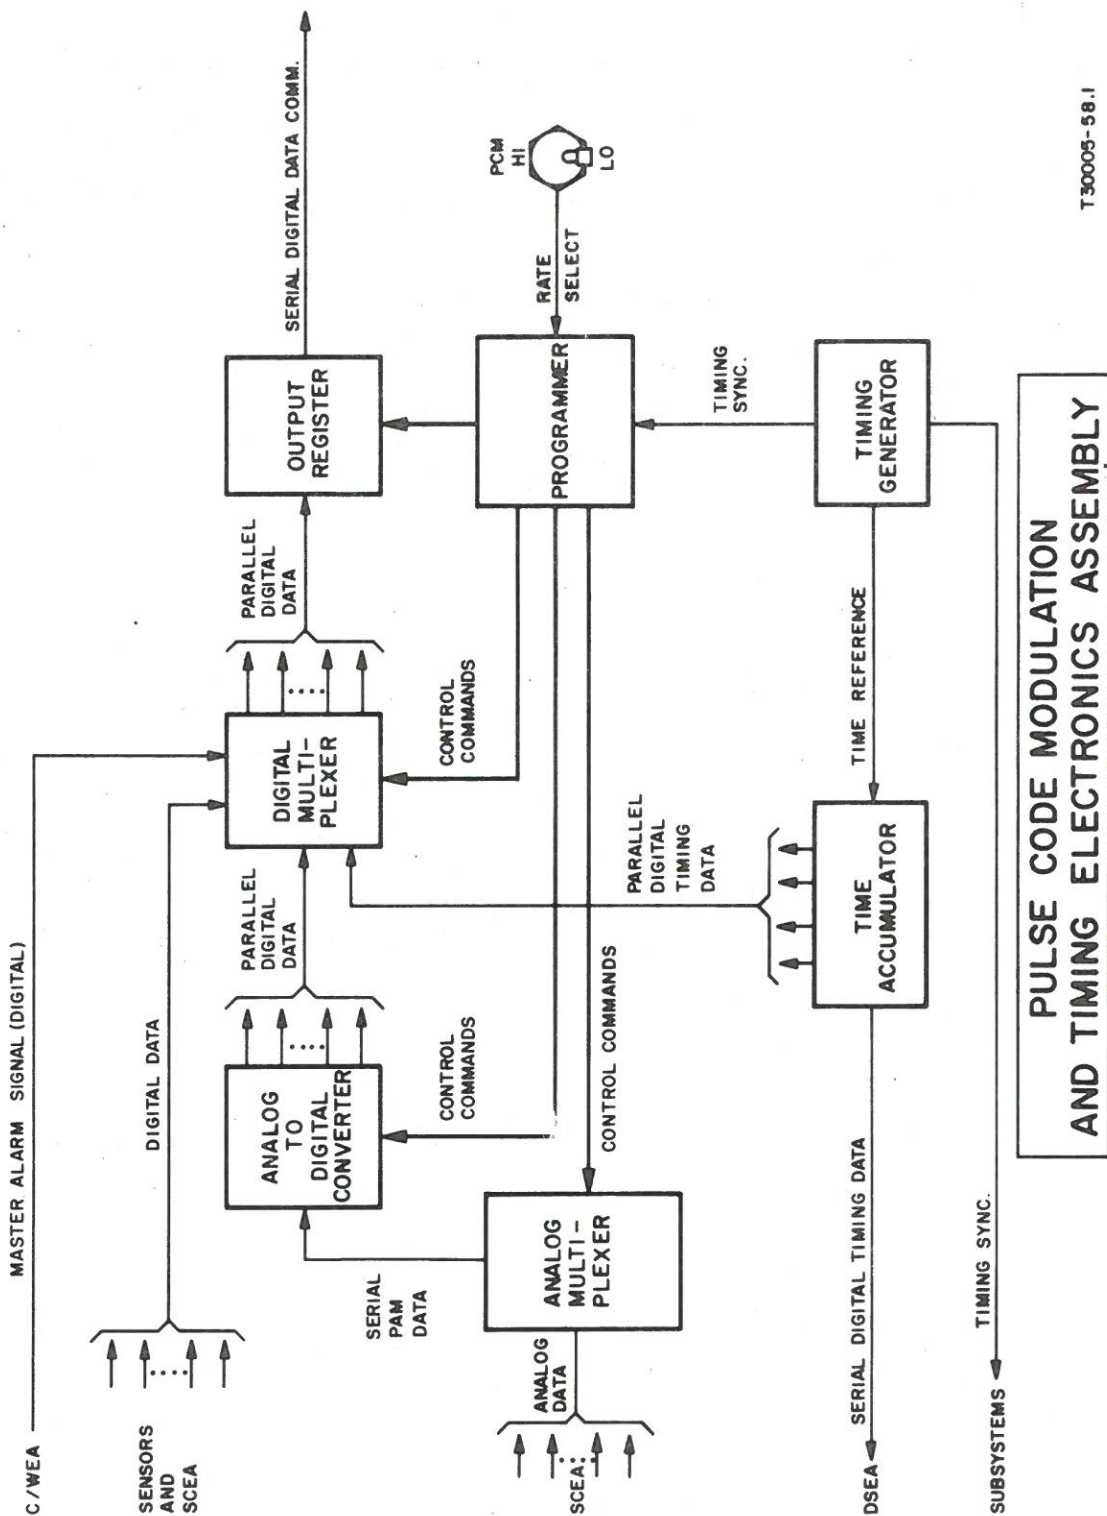 C/WEA
MASTER ALARM SIGNAL (DIGITAL)
SENSORS
AND
SCEA
DIGITAL DATA
ANALOG
TO
DIGITAL
CONVERTER
PARALLEL
DIGITAL
DATA
DIGITAL
MULTI-
PLEXER
PARALLEL
DIGITAL
DATA
OUTPUT
REGISTER
SERIAL DIGITAL DATA COMM.
SERIAL
PAM
DATA
CONTROL
COMMANDS
CONTROL
COMMANDS
SCEA
ANALOG
DATA
ANALOG
MULTI-
PLEXER
CONTROL COMMANDS
PROGRAMMER
RATE
SELECT
PCM
HI
LO
PARALLEL
DIGITAL
TIMING
DATA
TIMING
SYNC.
DSEA
SERIAL DIGITAL TIMING DATA
TIME
ACCUMULATOR
TIME REFERENCE
TIMING
GENERATOR
SUBSYSTEMS
TIMING SYNC.
PULSE CODE MODULATION
AND TIMING ELECTRONICS ASSEMBLY
T30005-58.1